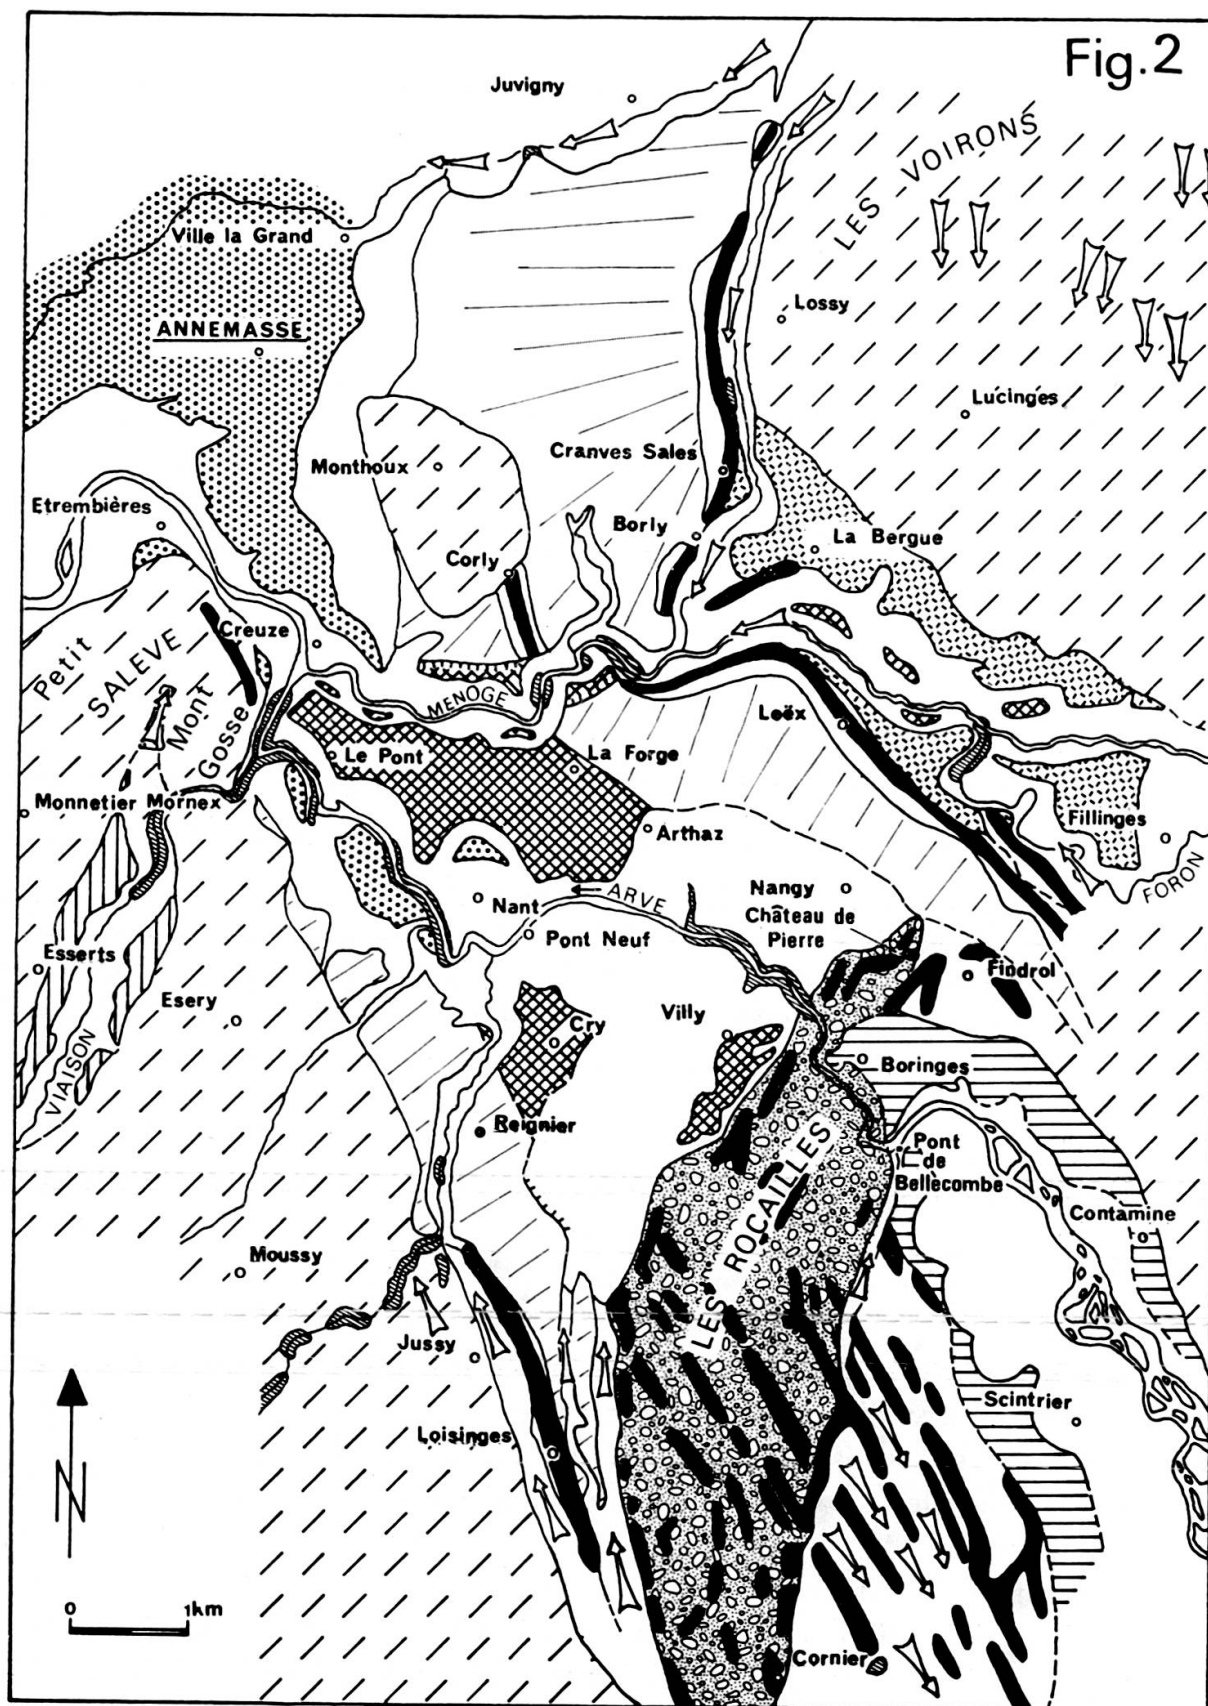 Fig.2
Juvigny
LES VOIRONS
Ville la Grand
ANNEMASSE
Lossy
Lucinges
Monthoux
Cranves Sales
Etrembières
Borly
La Bergue
Corly
Creuze
Petit
SALÈVE
Mont
Gosse
MENOGE
Loëx
Le Pont
La Forge
Monnetier Mornex
Fillinges
Arthaz
Nangy
Château de
Pierre
FORON
ARVE
Nant
Pont Neuf
Esserts
Findrol
Esery
Villy
Cry
Boringes
VIAISON
Reignier
Pont
de
Bellecombe
LES ROCAILLES
Contamine
Moussy
Jussy
Scintrier
Loisinges
N
0 1km
Cornier